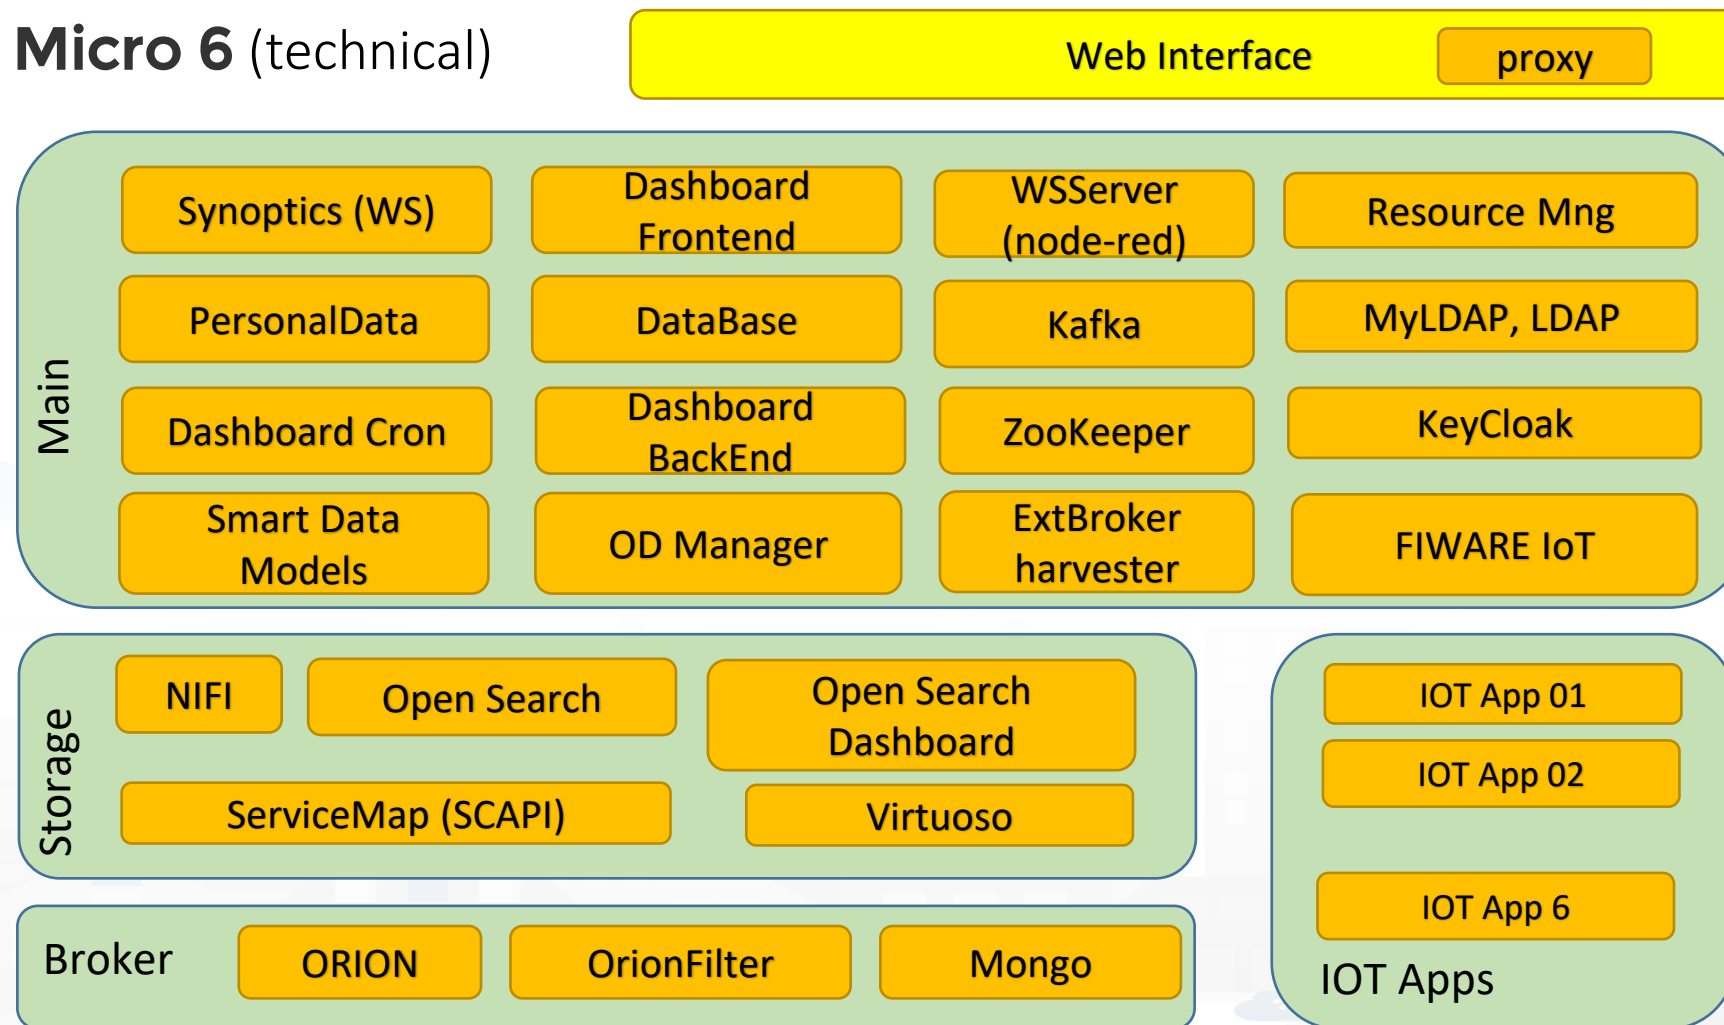 Micro 6 (technical)
Web Interface
proxy
Main
Synoptics (WS)
Dashboard
Frontend
WSServer
(node-red)
Resource Mng
PersonalData
DataBase
Kafka
MyLDAP, LDAP
Dashboard Cron
Dashboard
BackEnd
ZooKeeper
KeyCloak
Smart Data
Models
OD Manager
ExtBroker
harvester
FIWARE IoT
Storage
NIFI
Open Search
Open Search
Dashboard
ServiceMap (SCAPI)
Virtuoso
Broker
ORION
OrionFilter
Mongo
IOT App 01
IOT App 02
IOT App 6
IOT Apps